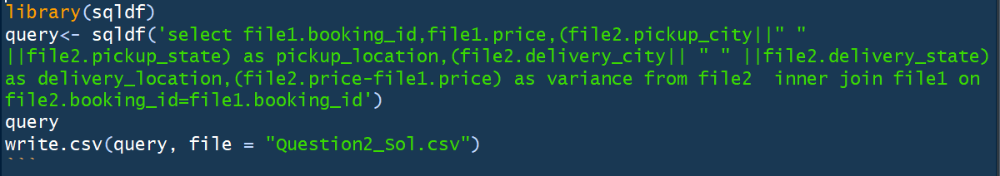 library(sqldf)
query<- sqldf('select file1.booking_id,file1.price,(file2.pickup_city||" "
||file2.pickup_state) as pickup_location,(file2.delivery_city|| " " ||file2.delivery_state)
as delivery_location,(file2.price-file1.price) as variance from file2  inner join file1 on
file2.booking_id=file1.booking_id')
query
write.csv(query, file = "Question2_Sol.csv")
```